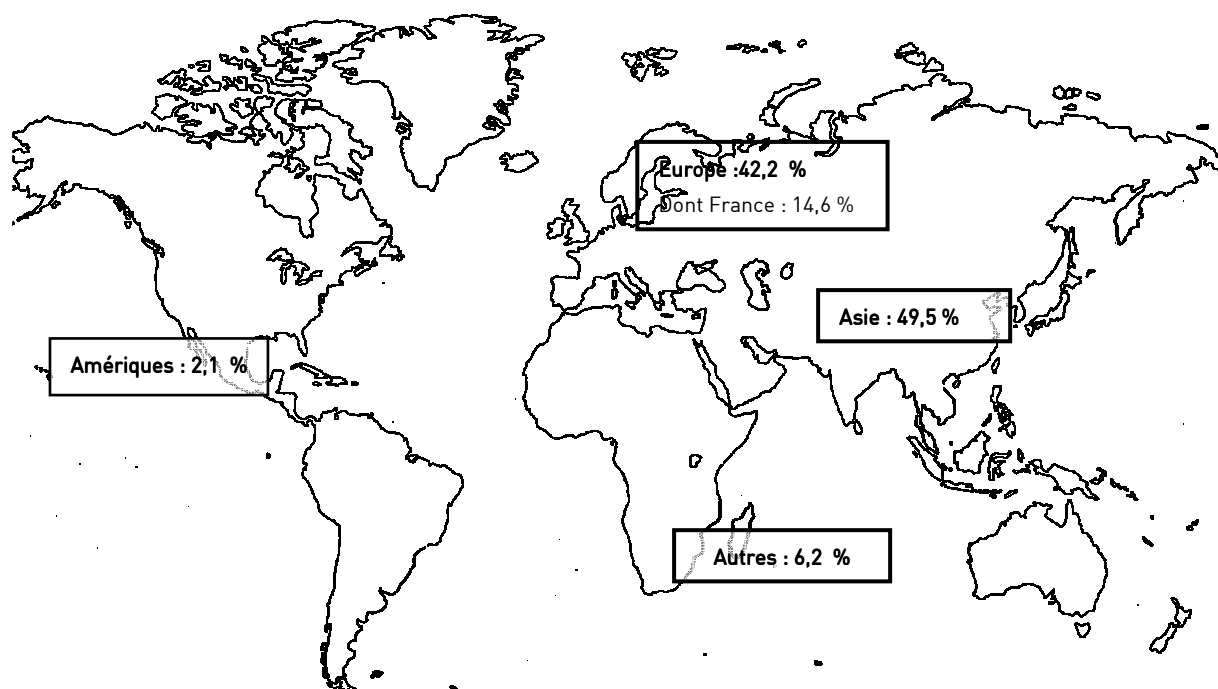 Europe :42,2 %
Dont France : 14,6 %
Asie : 49,5 %
Amériques : 2,1 %
Autres : 6,2 %